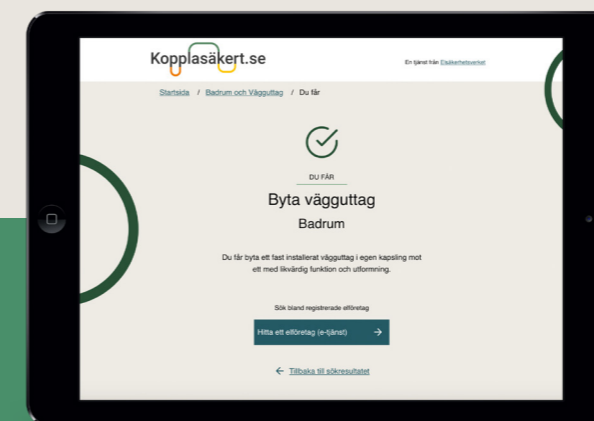 Kopplasäkert.se
En tjänst från Elsäkerhetsverket
Startsida / Badrum och Vägguttag / Du får
DU FÅR
Byta vägguttag
Badrum
Du får byta ett fast installerat vägguttag i egen kapsling mot
ett med likvärdig funktion och utformning.
Sök bland registrerade elföretag
Hitta ett elföretag (e-tjänst) →
← Tillbaka till sökresultatet